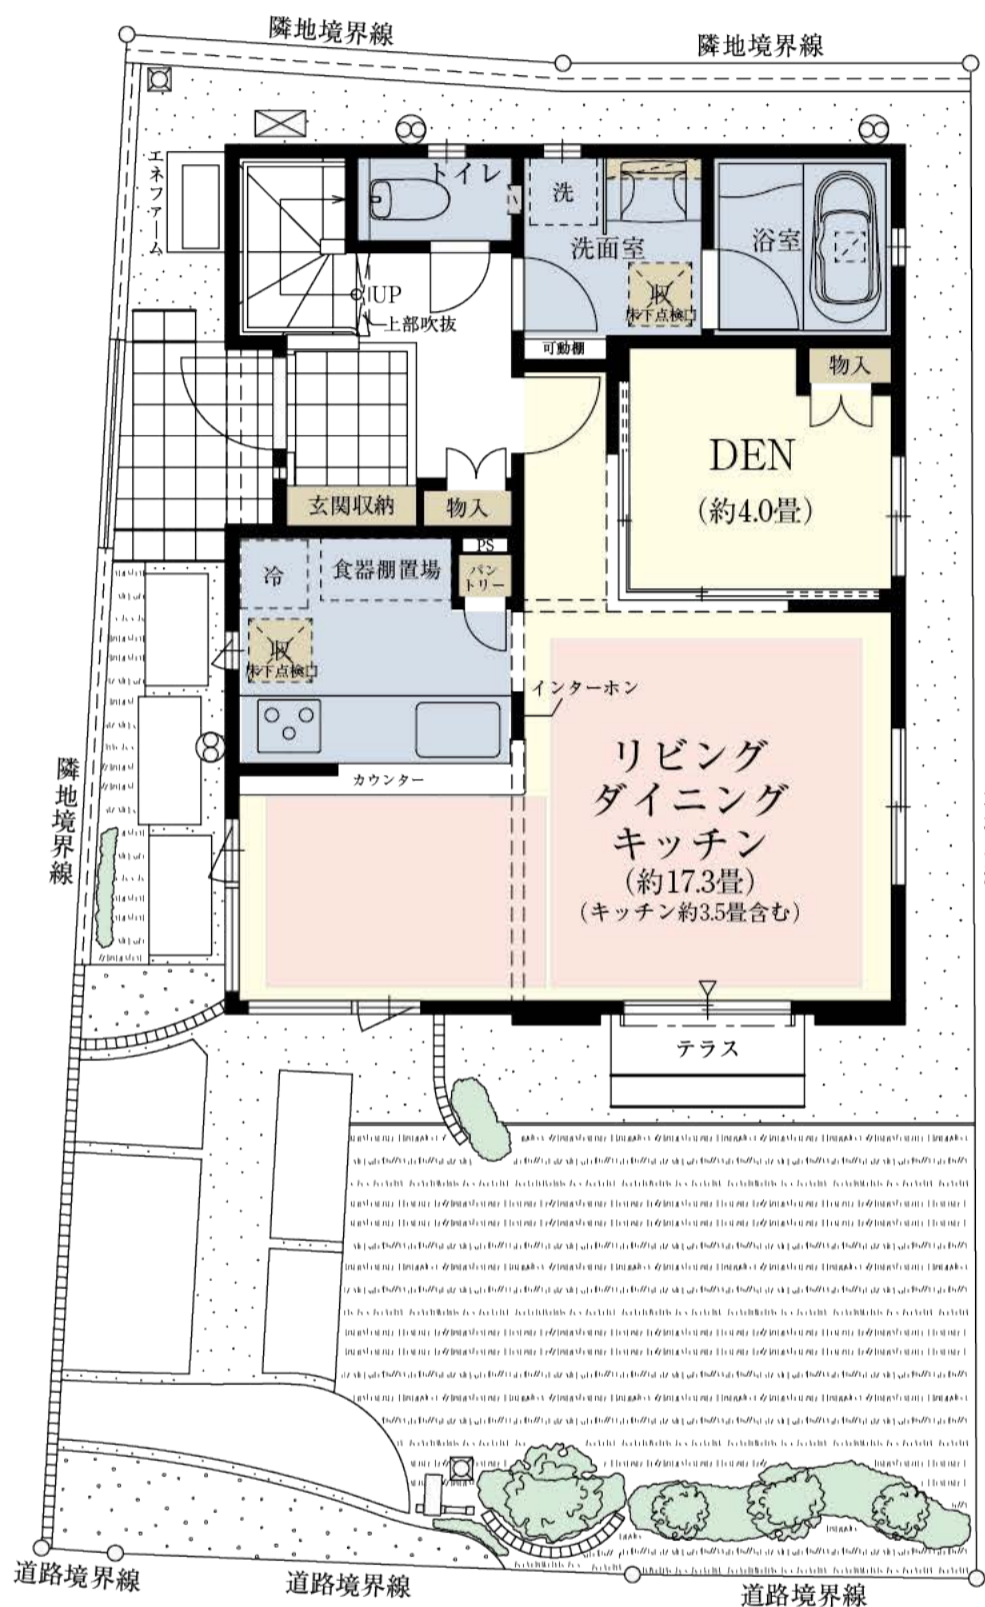 隣地境界線
隣地境界線
エネファーム
トイレ
洗
洗面室
浴室
収
床下点検口
UP
上部吹抜
可動棚
物入
DEN
(約4.0畳)
玄関収納
物入
冷
食器棚置場
PS
パン
トリー
収
床下点検口
インターホン
カウンター
リビング
ダイニング
キッチン
(約17.3畳)
(キッチン約3.5畳含む)
隣地境界線
テラス
道路境界線
道路境界線
道路境界線